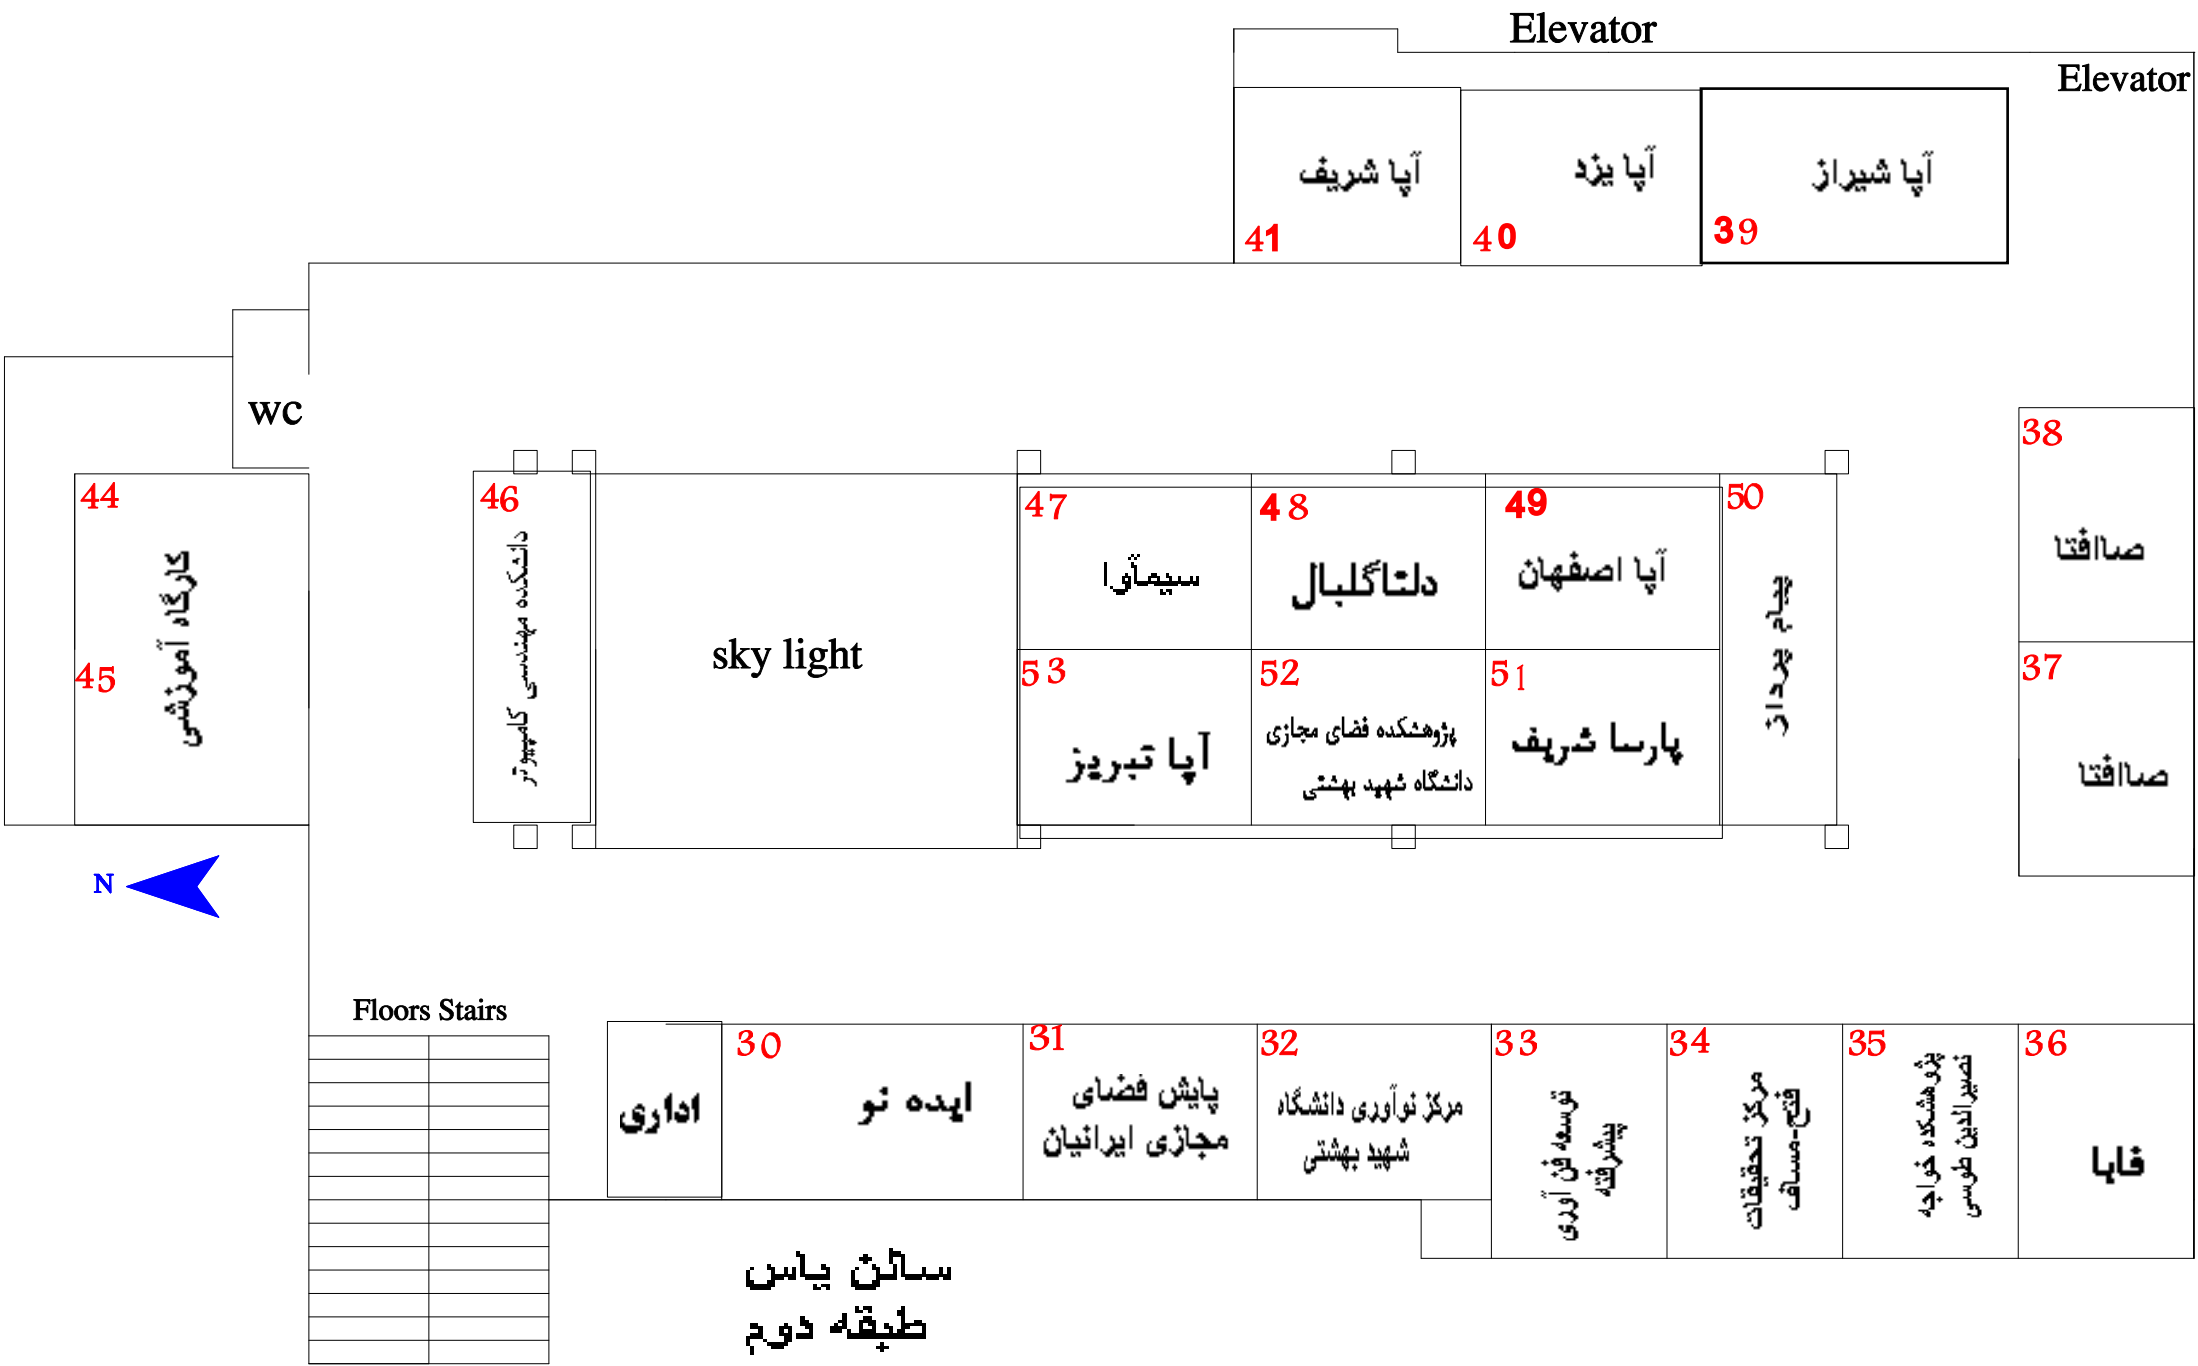 Elevator
Elevator
آپا شریف
41
آپا یزد
40
آپا شیراز
39
wc
44
45
کارگاه آموزشی
46
دانشکده مهندسی کامپیوتر
sky light
47
سیمآوا
48
دلتاگلبال
49
آپا اصفهان
50
پیام پرداز
53
آپا تبریز
52
پژوهشکده فضای مجازی
دانشگاه شهید بهشتی
51
پارسا شریف
38
صاافتا
37
صاافتا
N
Floors Stairs
اداری
30
ایده نو
31
پایش فضای
مجازی ایرانیان
32
مرکز نوآوری دانشگاه
شهید بهشتی
33
توسعه فن آوری
پیشرفته
34
مرکز تحقیقات
فتح-مساف
35
پژوهشکده خواجه
نصیرالدین طوسی
36
فاپا
سالن یاس
طبقه دوم